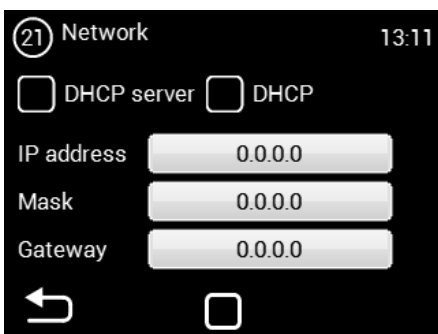 21 Network 13:11
DHCP server DHCP
IP address 0.0.0.0
Mask 0.0.0.0
Gateway 0.0.0.0